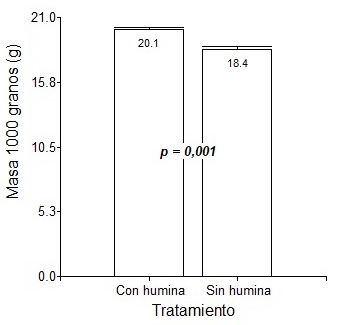 Masa 1000 granos (g)
21.0
15.8
10.5
5.3
0.0
20.1
18.4
p = 0,001
Con humina
Sin humina
Tratamiento